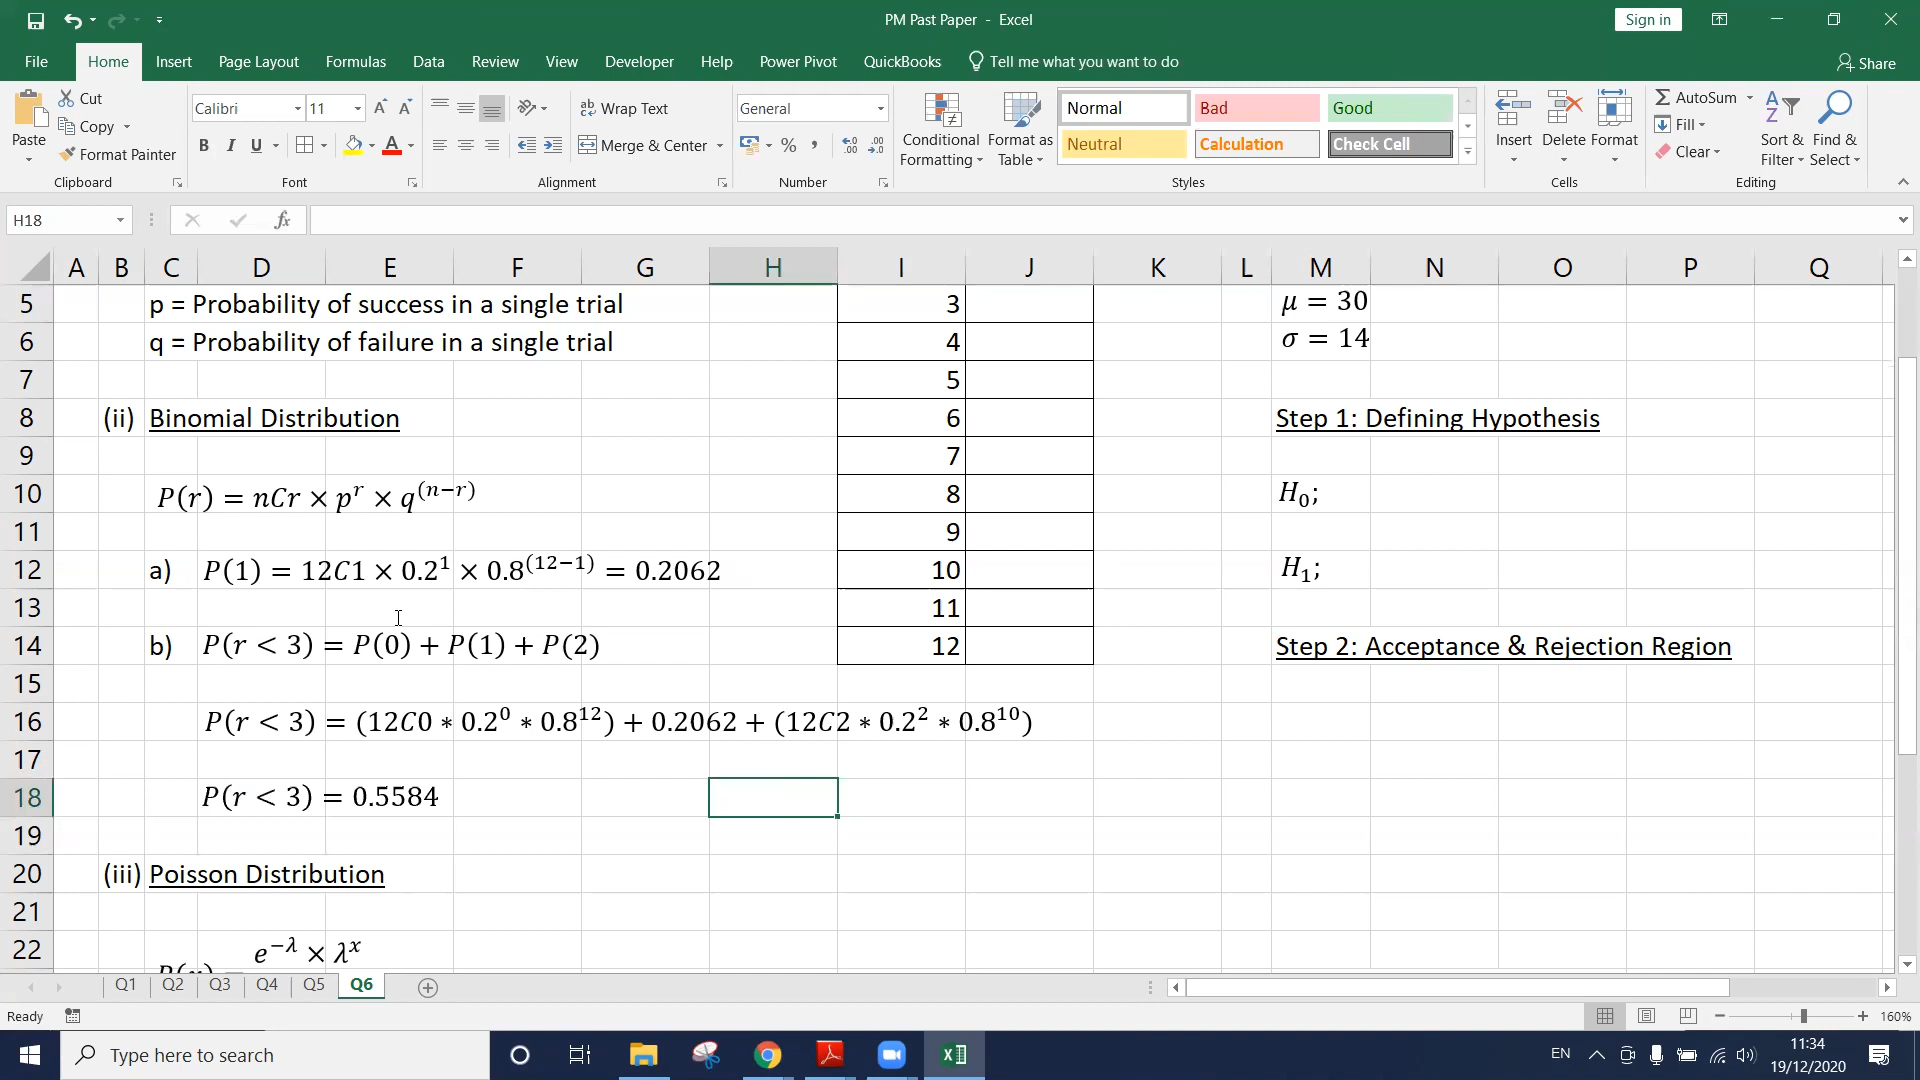 PM Past Paper - Excel
Sign in
File Home Insert Page Layout Formulas Data Review View Developer Help Power Pivot QuickBooks Tell me what you want to do Share
Paste
Cut
Copy
Format Painter
Clipboard
Calibri 11
B I U
Font
Wrap Text
Merge & Center
Alignment
General
%
Number
Conditional Formatting
Format as Table
Normal Bad Good
Neutral Calculation Check Cell
Styles
Insert Delete Format
Cells
AutoSum
Fill
Clear
Sort & Filter
Find & Select
Editing
H18
fx
A B C D E F G H I J K L M N O P Q
5 p = Probability of success in a single trial 3 μ = 30
6 q = Probability of failure in a single trial 4 σ = 14
7 5
8 (ii) Binomial Distribution 6 Step 1: Defining Hypothesis
9 7
10 P(r) = nCr × p^r × q^(n−r) 8 H₀;
11 9
12 a) P(1) = 12C1 × 0.2^1 × 0.8^(12−1) = 0.2062 10 H₁;
13 11
14 b) P(r < 3) = P(0) + P(1) + P(2) 12 Step 2: Acceptance & Rejection Region
15
16 P(r < 3) = (12C0 ∗ 0.2^0 ∗ 0.8^12) + 0.2062 + (12C2 ∗ 0.2^2 ∗ 0.8^10)
17
18 P(r < 3) = 0.5584
19
20 (iii) Poisson Distribution
21
22 e^−λ × λ^x
Q1 Q2 Q3 Q4 Q5 Q6
Ready
160%
Type here to search
EN
11:34
19/12/2020